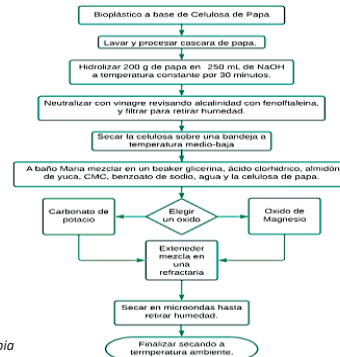 Bioplástico a base de Celulosa de Papa
Lavar y procesar cascara de papa.
Hidrolizar 200 g de papa en 250 mL de NaOH
a temperatura constante por 30 minutos.
Neutralizar con vinagre revisando alcalinidad con fenolftaleina,
y filtrar para retirar humedad.
Secar la celulosa sobre una bandeja a
temperatura medio-baja
A baño Maria mezclar en un beaker glicerina, ácido clorhidrico, almidón
de yuca, CMC, benzoato de sodio, agua y la celulosa de papa.
Carbonato de
potacio
Elegir
un oxido
Oxido de
Magnesio
Exteneder
mezcla en
una
refractaria
Secar en microondas hasta
retirar humedad.
Finalizar secando a
termperatura ambiente.